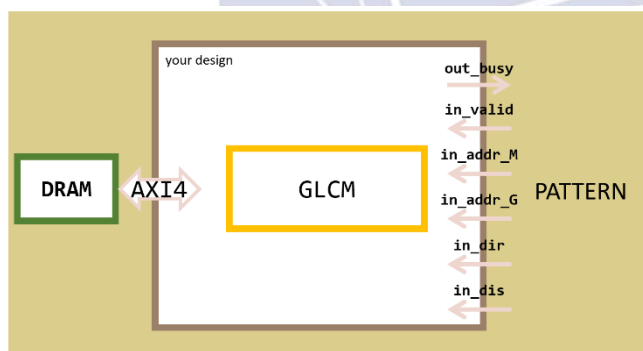 your design
out_busy
in_valid
in_addr_M
DRAM
AXI4
GLCM
in_addr_G
PATTERN
in_dir
in_dis